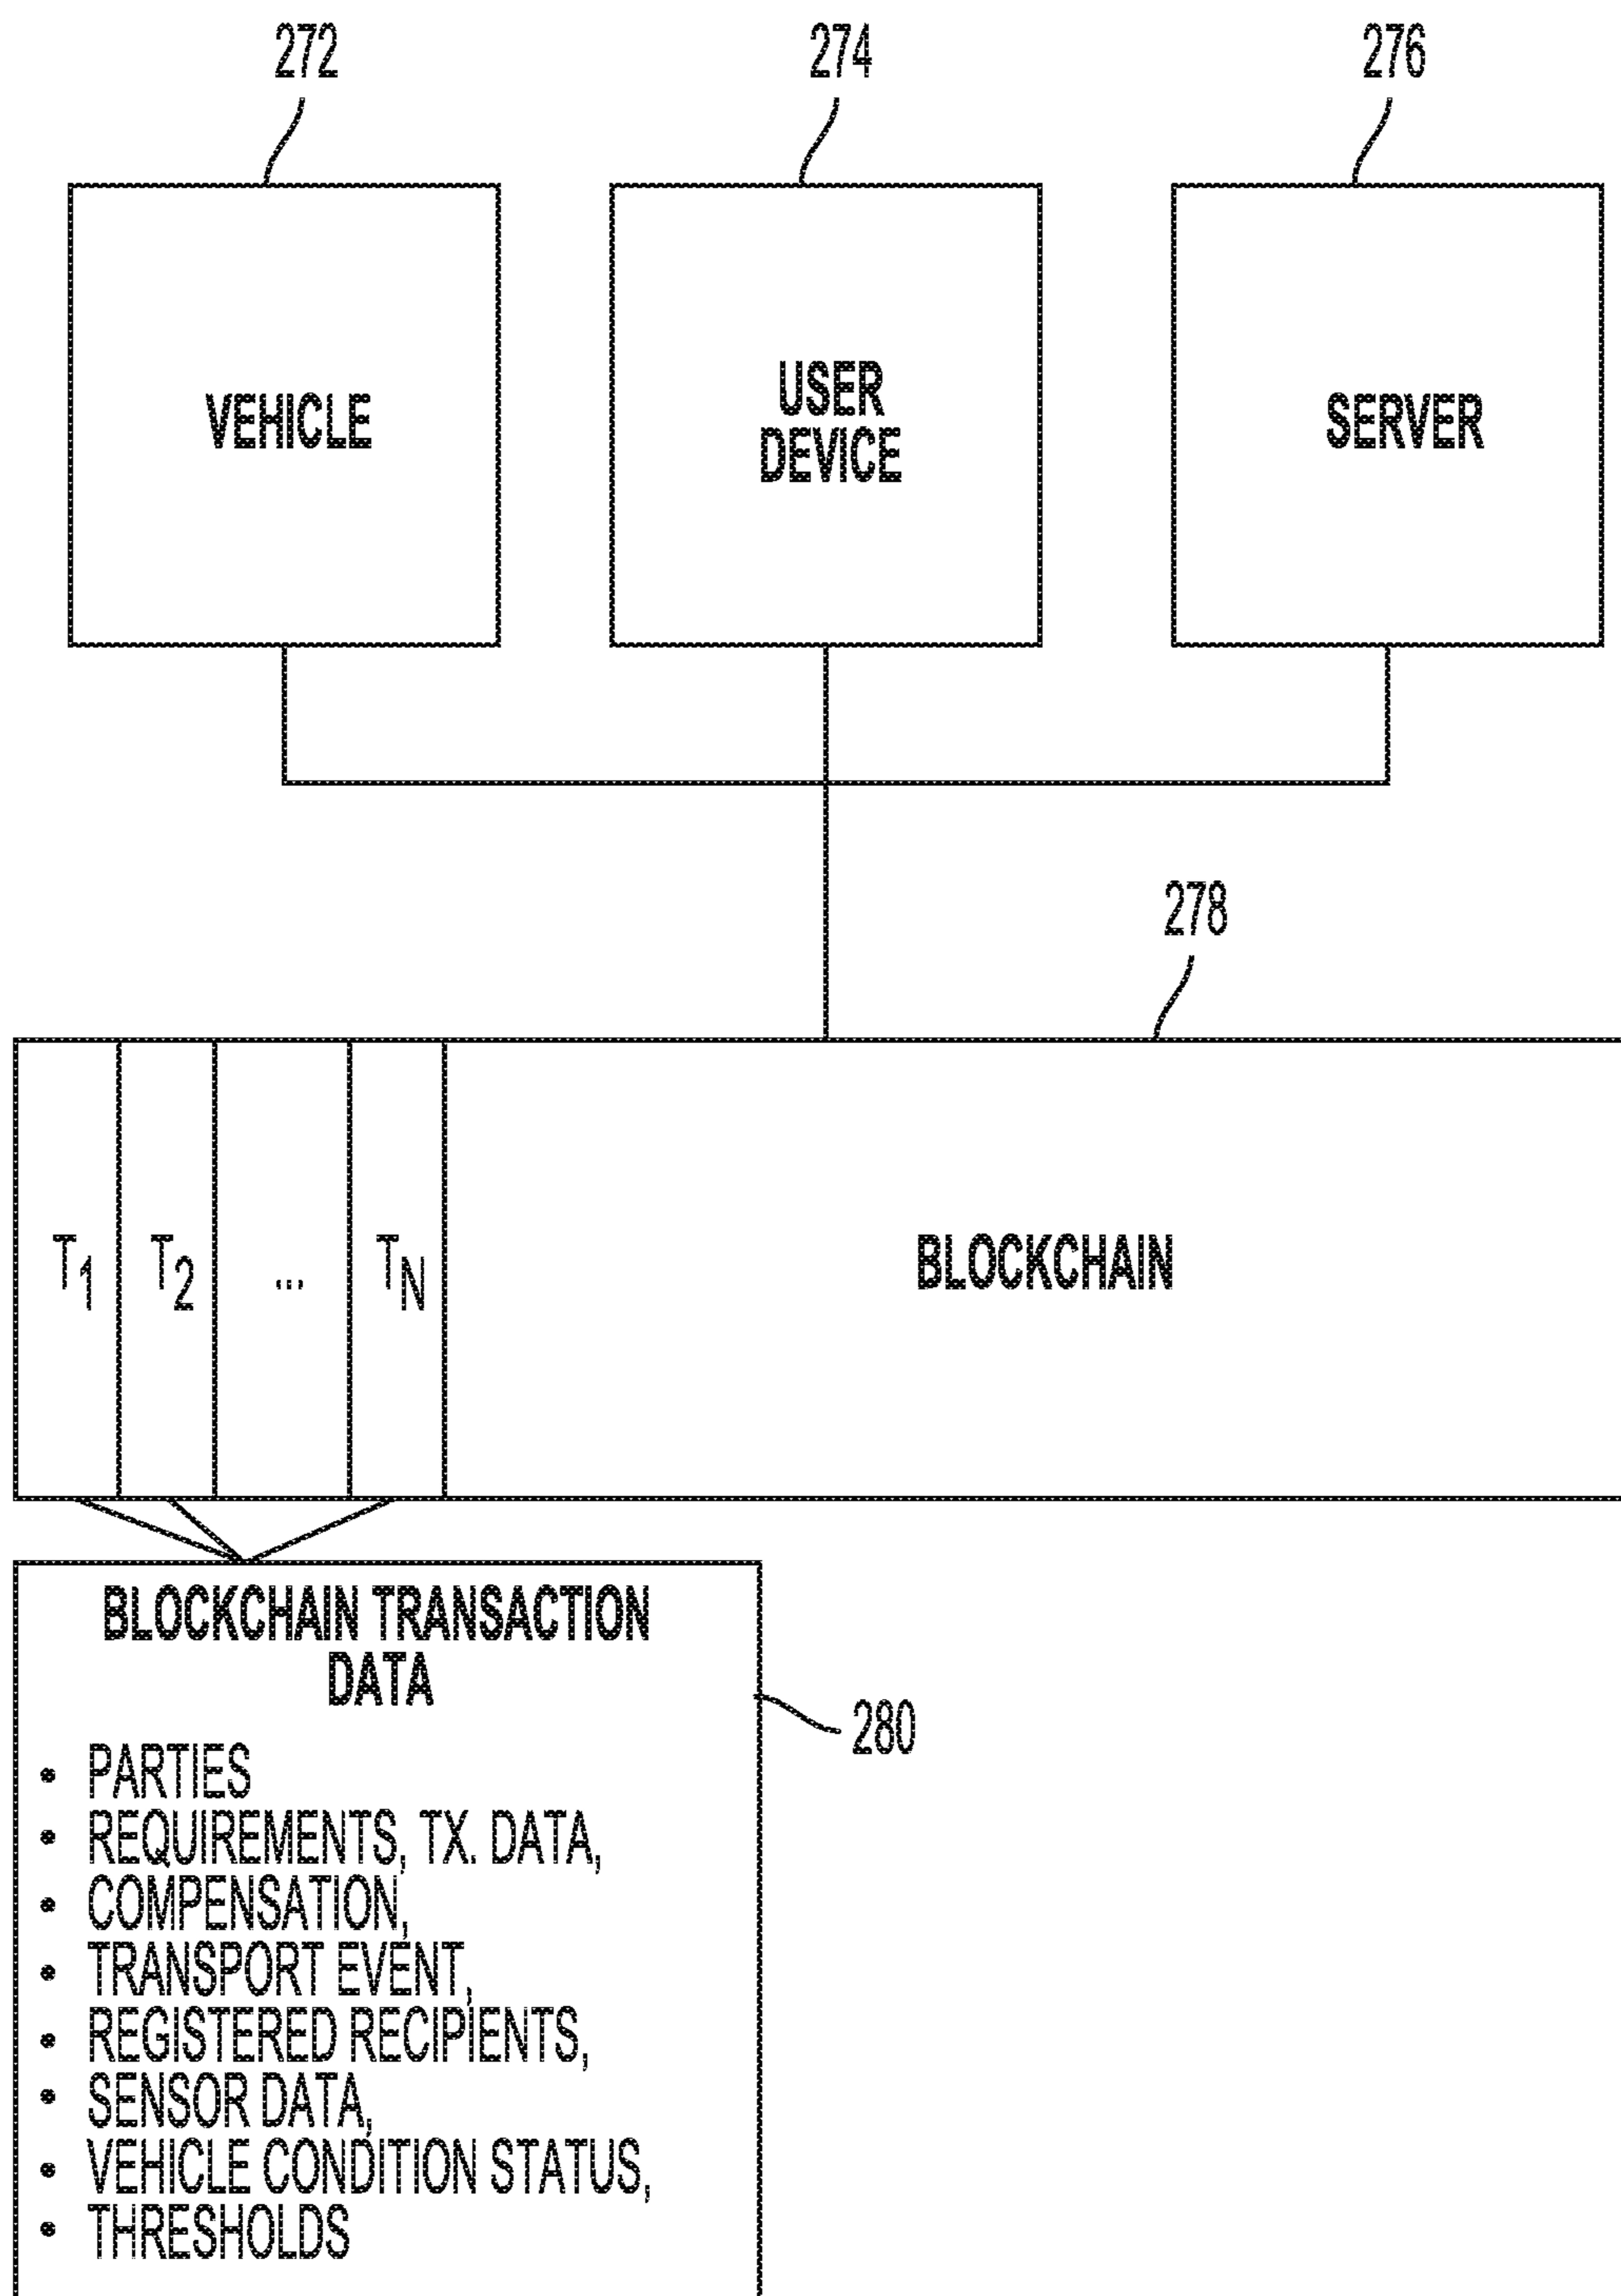 272
274
276
VEHICLE
USER
DEVICE
SERVER
278
T1
T2
...
TN
BLOCKCHAIN
BLOCKCHAIN TRANSACTION
DATA
280
• PARTIES
• REQUIREMENTS, TX. DATA,
• COMPENSATION,
• TRANSPORT EVENT,
• REGISTERED RECIPIENTS,
• SENSOR DATA,
• VEHICLE CONDITION STATUS,
• THRESHOLDS